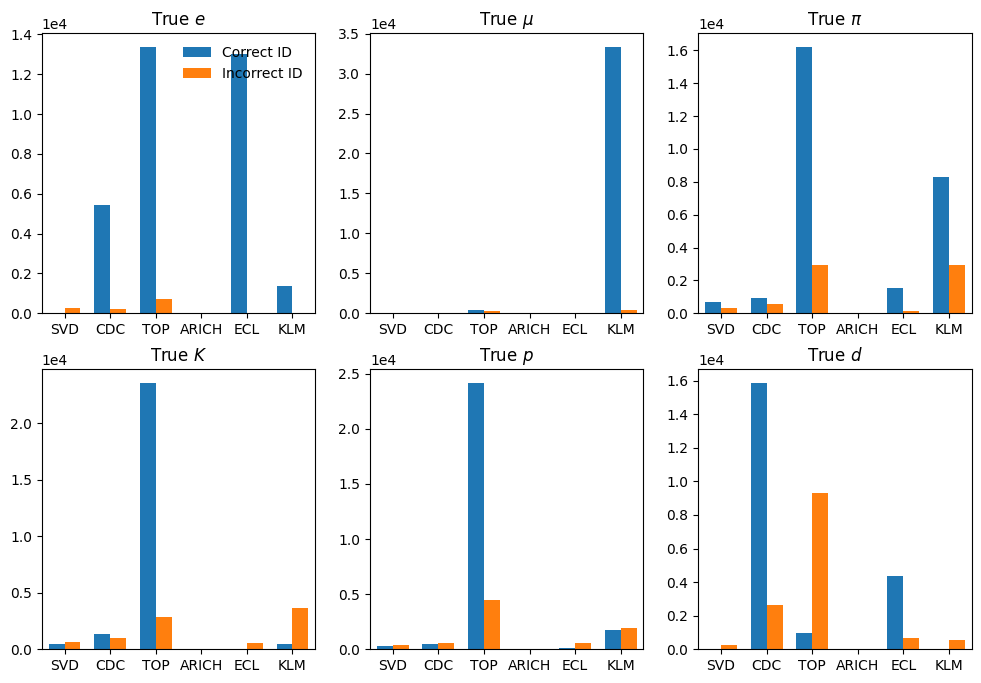 True e
1e4
Correct ID
Incorrect ID
1.4
1.2
1.0
0.8
0.6
0.4
0.2
0.0
SVD CDC TOP ARICH ECL KLM
True μ
1e4
3.5
3.0
2.5
2.0
1.5
1.0
0.5
0.0
SVD CDC TOP ARICH ECL KLM
True π
1e4
1.6
1.4
1.2
1.0
0.8
0.6
0.4
0.2
0.0
SVD CDC TOP ARICH ECL KLM
True K
1e4
2.0
1.5
1.0
0.5
0.0
SVD CDC TOP ARICH ECL KLM
True p
1e4
2.5
2.0
1.5
1.0
0.5
0.0
SVD CDC TOP ARICH ECL KLM
True d
1e4
1.6
1.4
1.2
1.0
0.8
0.6
0.4
0.2
0.0
SVD CDC TOP ARICH ECL KLM